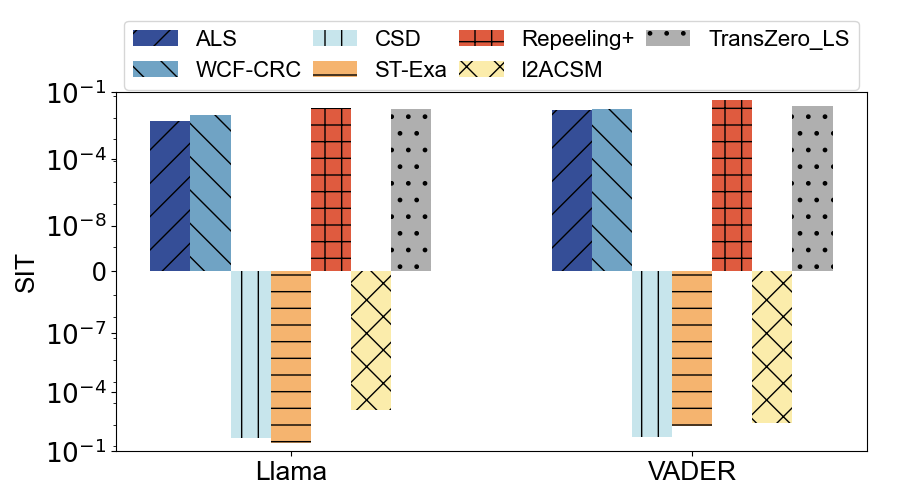 ALS CSD Repeeling+ TransZero_LS
WCF-CRC ST-Exa I2ACSM
10⁻¹
10⁻⁴
10⁻⁸
0
10⁻⁷
10⁻⁴
10⁻¹
SIT
Llama VADER